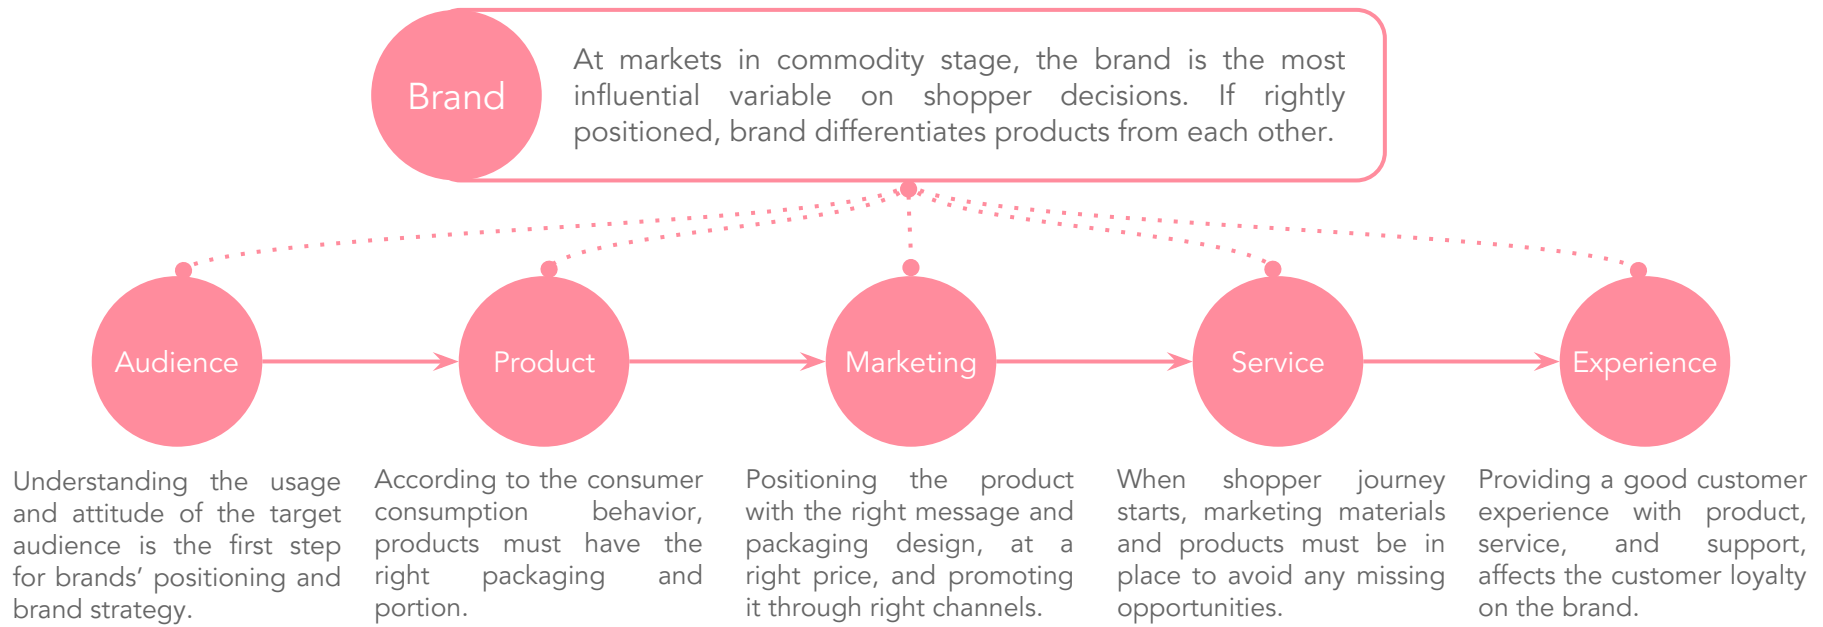 Brand
At markets in commodity stage, the brand is the most
influential variable on shopper decisions. If rightly
positioned, brand differentiates products from each other.
Audience
Product
Marketing
Service
Experience
Understanding the usage
and attitude of the target
audience is the first step
for brands’ positioning and
brand strategy.
According to the consumer
consumption behavior,
products must have the
right packaging and
portion.
Positioning the product
with the right message and
packaging design, at a
right price, and promoting
it through right channels.
When shopper journey
starts, marketing materials
and products must be in
place to avoid any missing
opportunities.
Providing a good customer
experience with product,
service, and support,
affects the customer loyalty
on the brand.